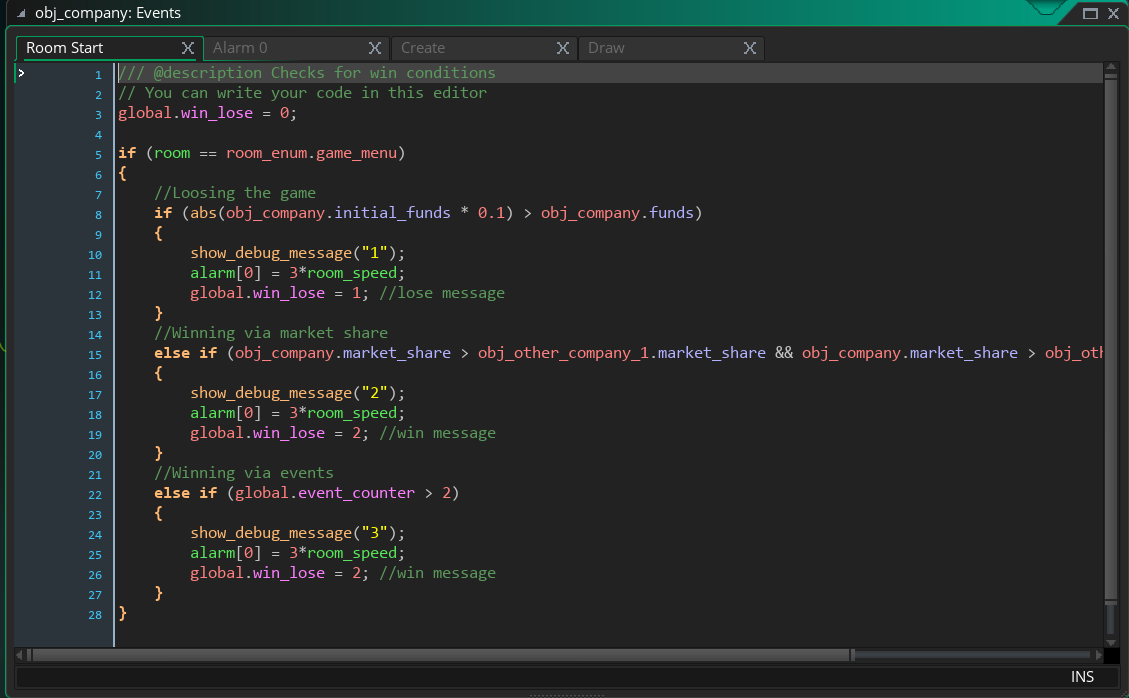 obj_company: Events
Room Start
Alarm 0
Create
Draw
1 /// @description Checks for win conditions
2 // You can write your code in this editor
3 global.win_lose = 0;
4
5 if (room == room_enum.game_menu)
6 {
7 //Loosing the game
8 if (abs(obj_company.initial_funds * 0.1) > obj_company.funds)
9 {
10 show_debug_message("1");
11 alarm[0] = 3*room_speed;
12 global.win_lose = 1; //lose message
13 }
14 //Winning via market share
15 else if (obj_company.market_share > obj_other_company_1.market_share && obj_company.market_share > obj_oth
16 {
17 show_debug_message("2");
18 alarm[0] = 3*room_speed;
19 global.win_lose = 2; //win message
20 }
21 //Winning via events
22 else if (global.event_counter > 2)
23 {
24 show_debug_message("3");
25 alarm[0] = 3*room_speed;
26 global.win_lose = 2; //win message
27 }
28 }
INS